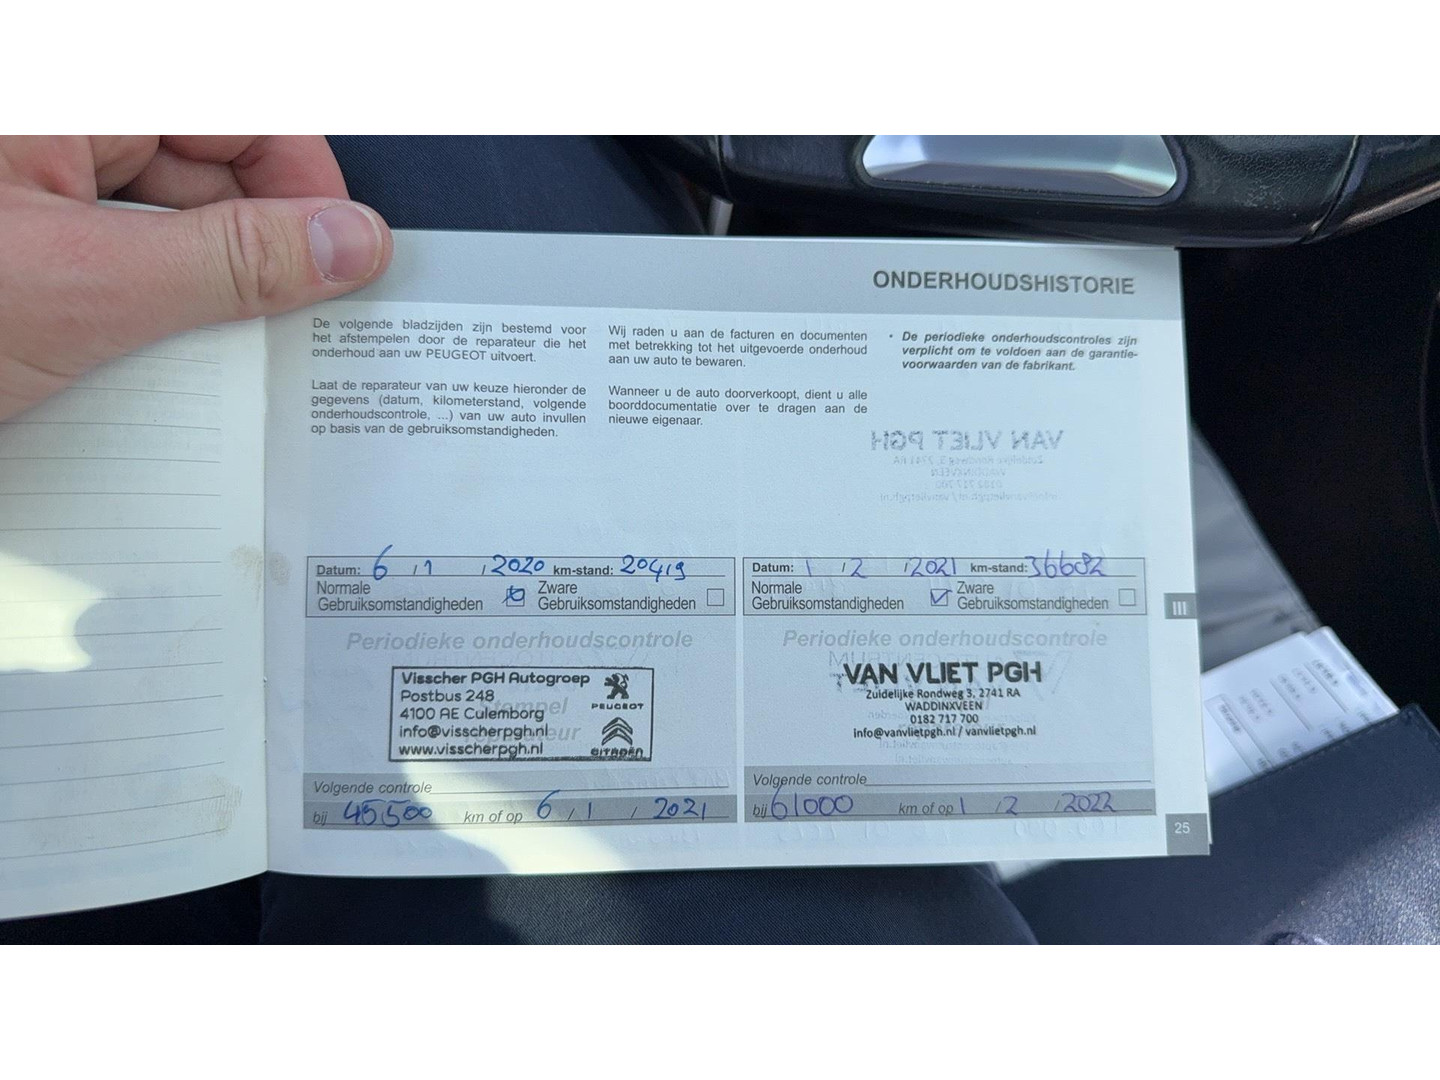 ONDERHOUDSHISTORIE
De volgende bladzijden zijn bestemd voor
het afstempelen door de reparateur die het
onderhoud aan uw PEUGEOT uitvoert.
Laat de reparateur van uw keuze hieronder de
gegevens (datum, kilometerstand, volgende
onderhoudscontrole, ...) van uw auto invullen
op basis van de gebruiksomstandigheden.
Wij raden u aan de facturen en documenten
met betrekking tot het uitgevoerde onderhoud
aan uw auto te bewaren.
Wanneer u de auto doorverkoopt, dient u alle
boorddocumentatie over te dragen aan de
nieuwe eigenaar.
• De periodieke onderhoudscontroles zijn
verplicht om te voldoen aan de garantie-
voorwaarden van de fabrikant.
Datum: 6 / 1 / 2020 km-stand: 20419
Normale
Gebruiksomstandigheden
Zware
Gebruiksomstandigheden
Periodieke onderhoudscontrole
Stempel
reparateur
Visscher PGH Autogroep
Postbus 248
4100 AE Culemborg
info@visscherpgh.nl
www.visscherpgh.nl
PEUGEOT
CITROËN
Volgende controle
bij 45500 km of op 6 / 1 / 2021
Datum: 1 / 2 / 2021 km-stand: 36682
Normale
Gebruiksomstandigheden
Zware
Gebruiksomstandigheden
Periodieke onderhoudscontrole
VAN VLIET PGH
Zuidelijke Rondweg 3, 2741 RA
WADDINXVEEN
0182 717 700
info@vanvlietpgh.nl / vanvlietpgh.nl
Volgende controle
bij 61000 km of op 1 / 2 / 2022
III
25